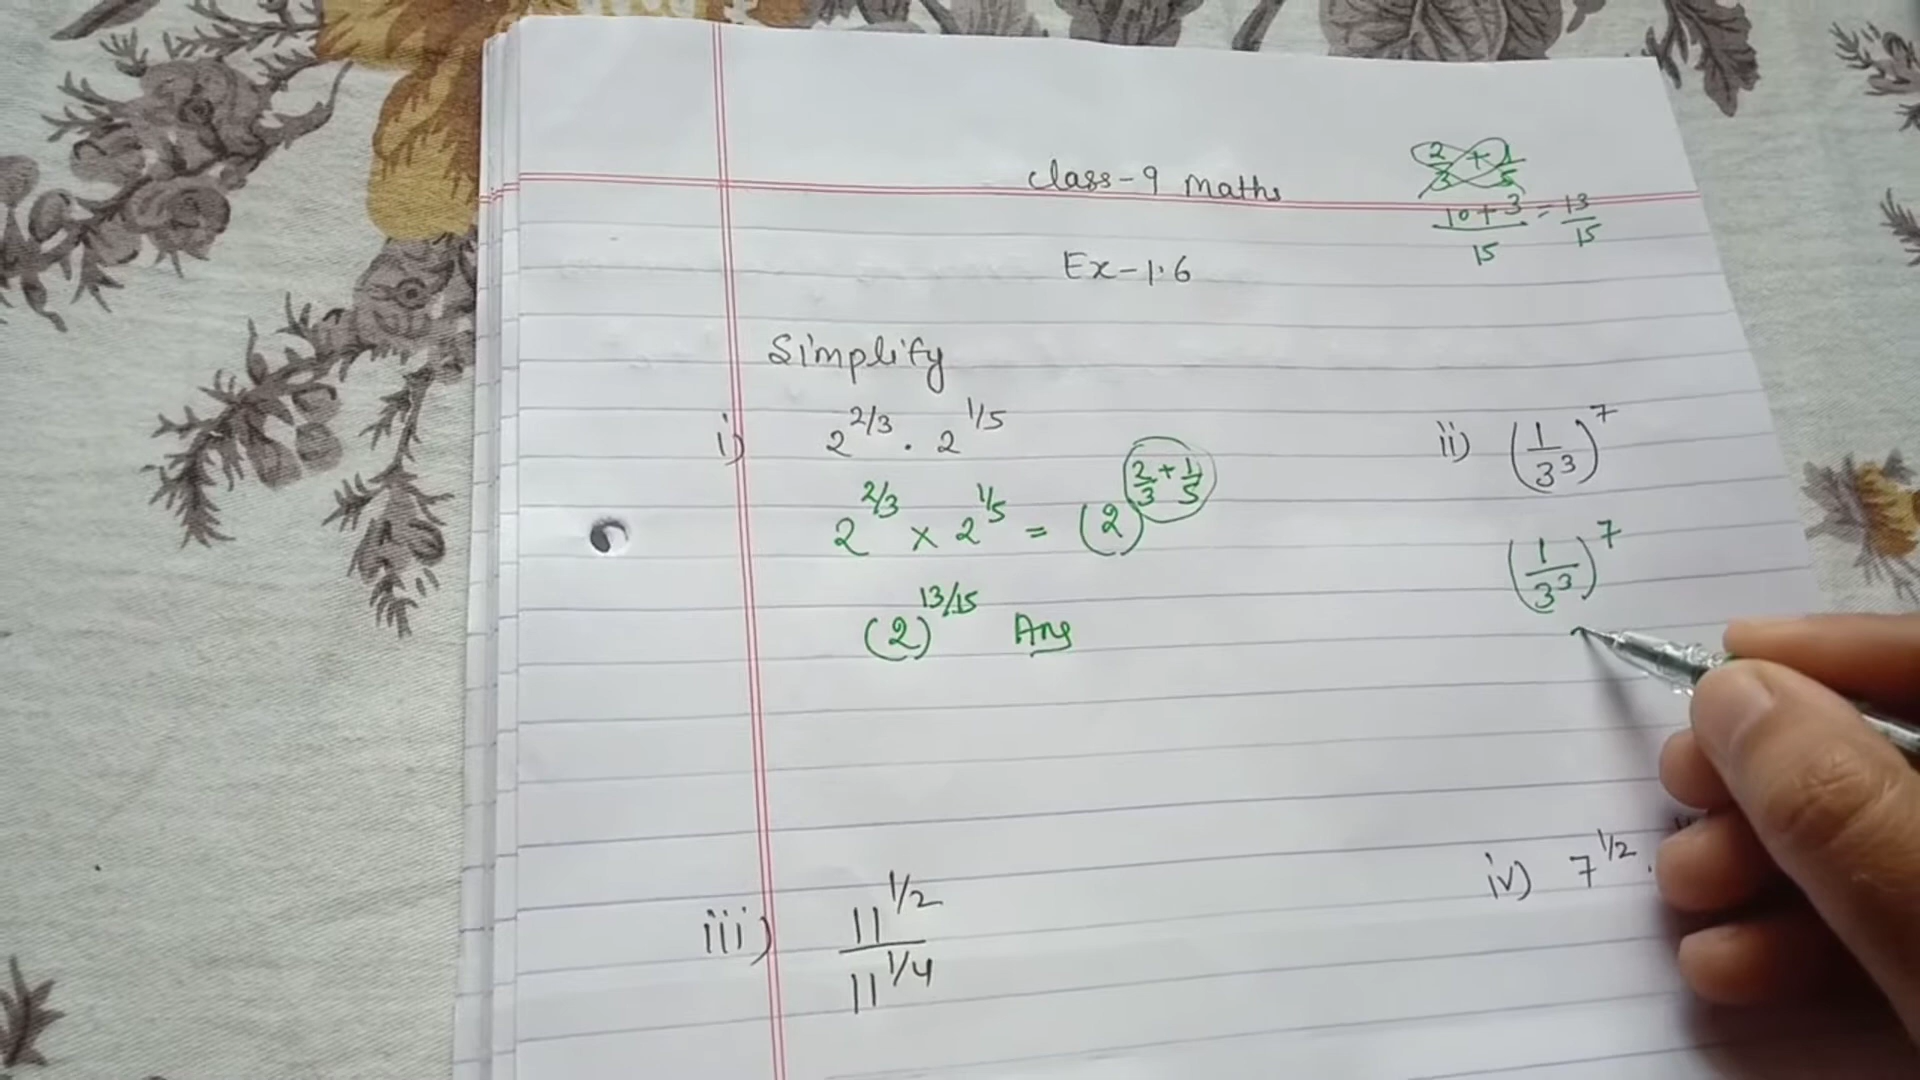 Class-9 Maths
2/3 + 1/5
10+3/15 = 13/15
Ex-1.6
Simplify
i) 2^2/3 . 2^1/5
2^2/3 × 2^1/5 = (2)^2/3+1/5
(2)^13/15 Ans
ii) (1/3^3)^7
(1/3^3)^7
iii) 11^1/2 / 11^1/4
iv) 7^1/2 .